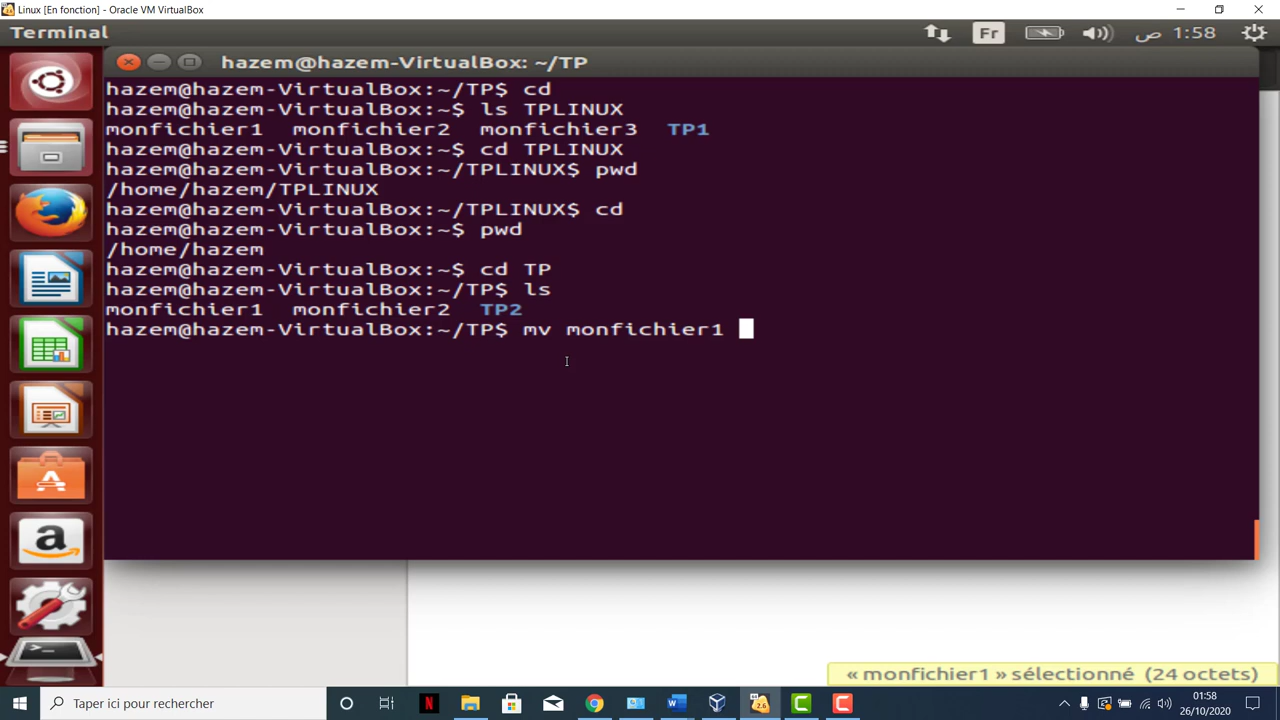 Linux [En fonction] - Oracle VM VirtualBox
Terminal
Fr
1:58 ص
hazem@hazem-VirtualBox: ~/TP
hazem@hazem-VirtualBox:~/TP$ cd
hazem@hazem-VirtualBox:~$ ls TPLINUX
monfichier1 monfichier2 monfichier3 TP1
hazem@hazem-VirtualBox:~$ cd TPLINUX
hazem@hazem-VirtualBox:~/TPLINUX$ pwd
/home/hazem/TPLINUX
hazem@hazem-VirtualBox:~/TPLINUX$ cd
hazem@hazem-VirtualBox:~$ pwd
/home/hazem
hazem@hazem-VirtualBox:~$ cd TP
hazem@hazem-VirtualBox:~/TP$ ls
monfichier1 monfichier2 TP2
hazem@hazem-VirtualBox:~/TP$ mv monfichier1
« monfichier1 » sélectionné (24 octets)
Taper ici pour rechercher
01:58
26/10/2020